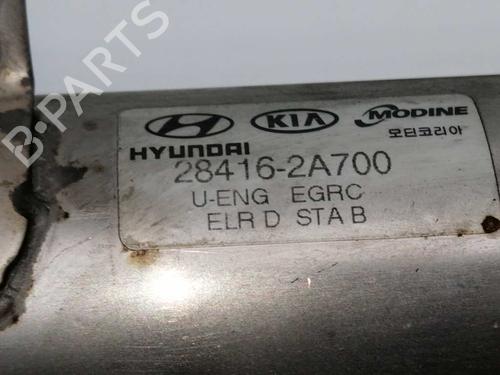 HYUNDAI KIA MODINE
모딘코리아
28416-2A700
U-ENG EGRC
ELR D STA B
B-PARTS